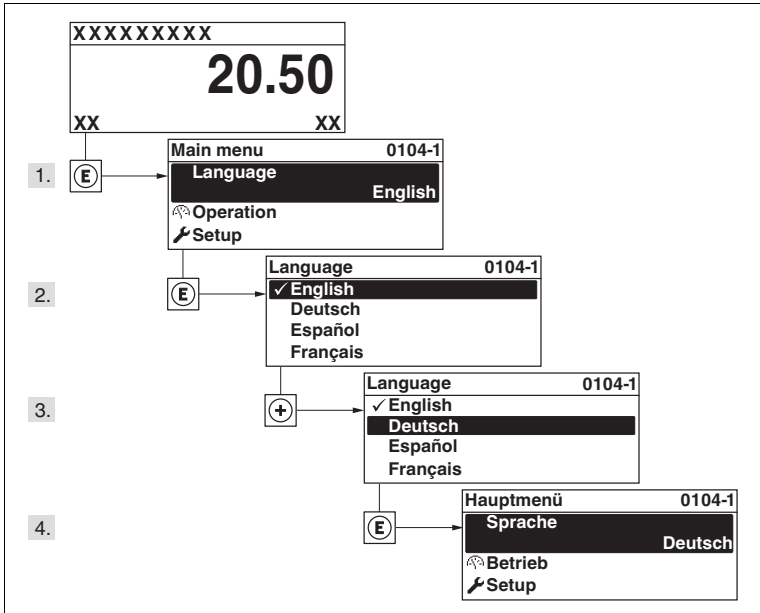 XXXXXXXXX
20.50
XX XX
1. E
Main menu 0104-1
Language
English
Operation
Setup
2. E
Language 0104-1
✓ English
Deutsch
Español
Français
3. +
Language 0104-1
✓ English
Deutsch
Español
Français
4. E
Hauptmenü 0104-1
Sprache
Deutsch
Betrieb
Setup